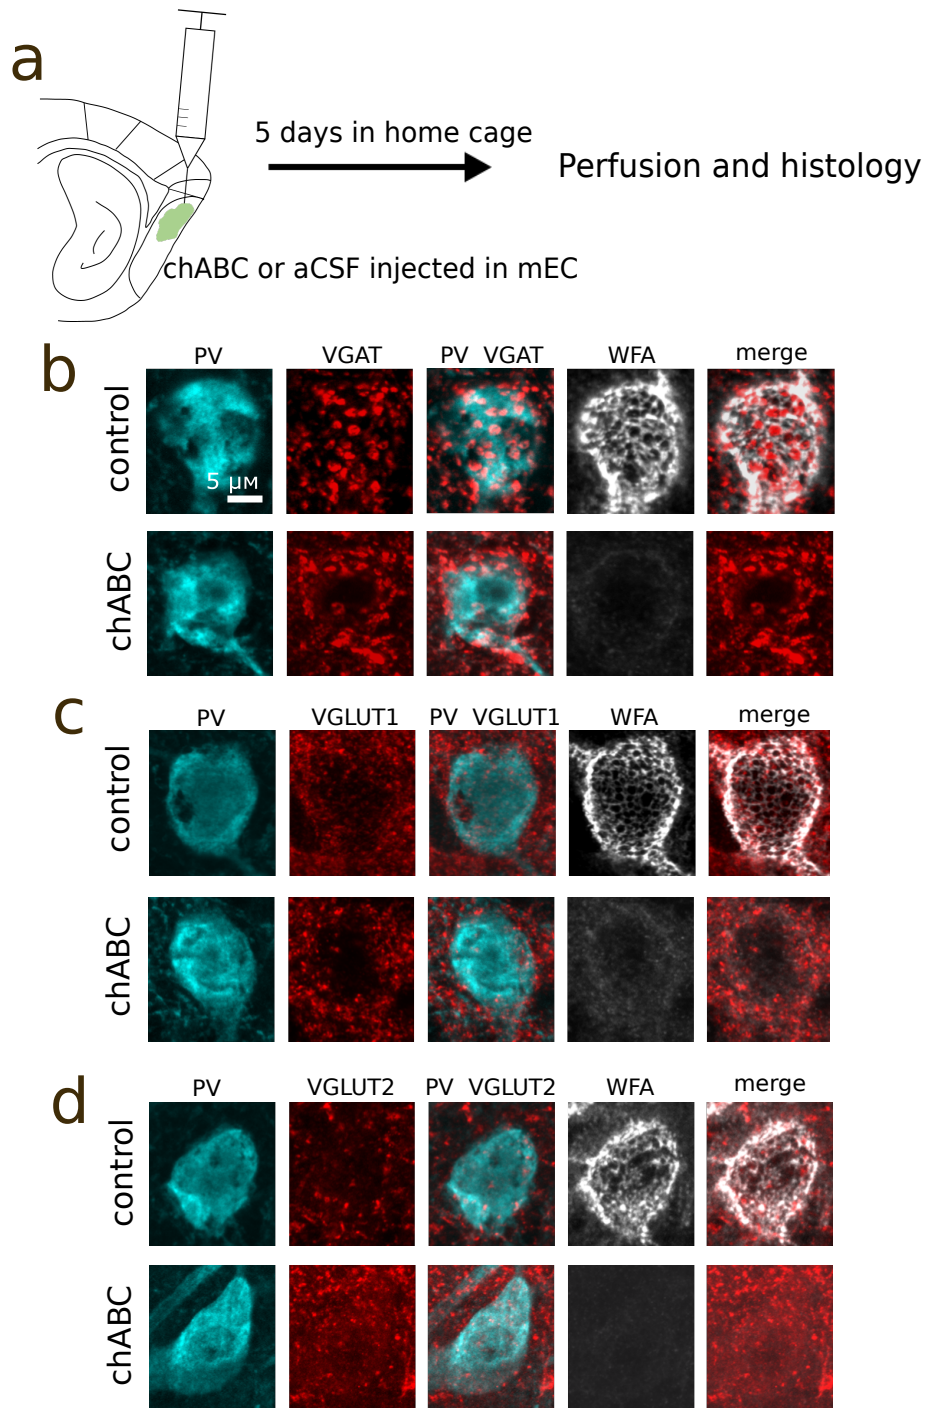 a
5 days in home cage
Perfusion and histology
chABC or aCSF injected in mEC
b
PV VGAT PV VGAT WFA merge
control
5 μм
chABC
c
PV VGLUT1 PV VGLUT1 WFA merge
control
chABC
d
PV VGLUT2 PV VGLUT2 WFA merge
control
chABC